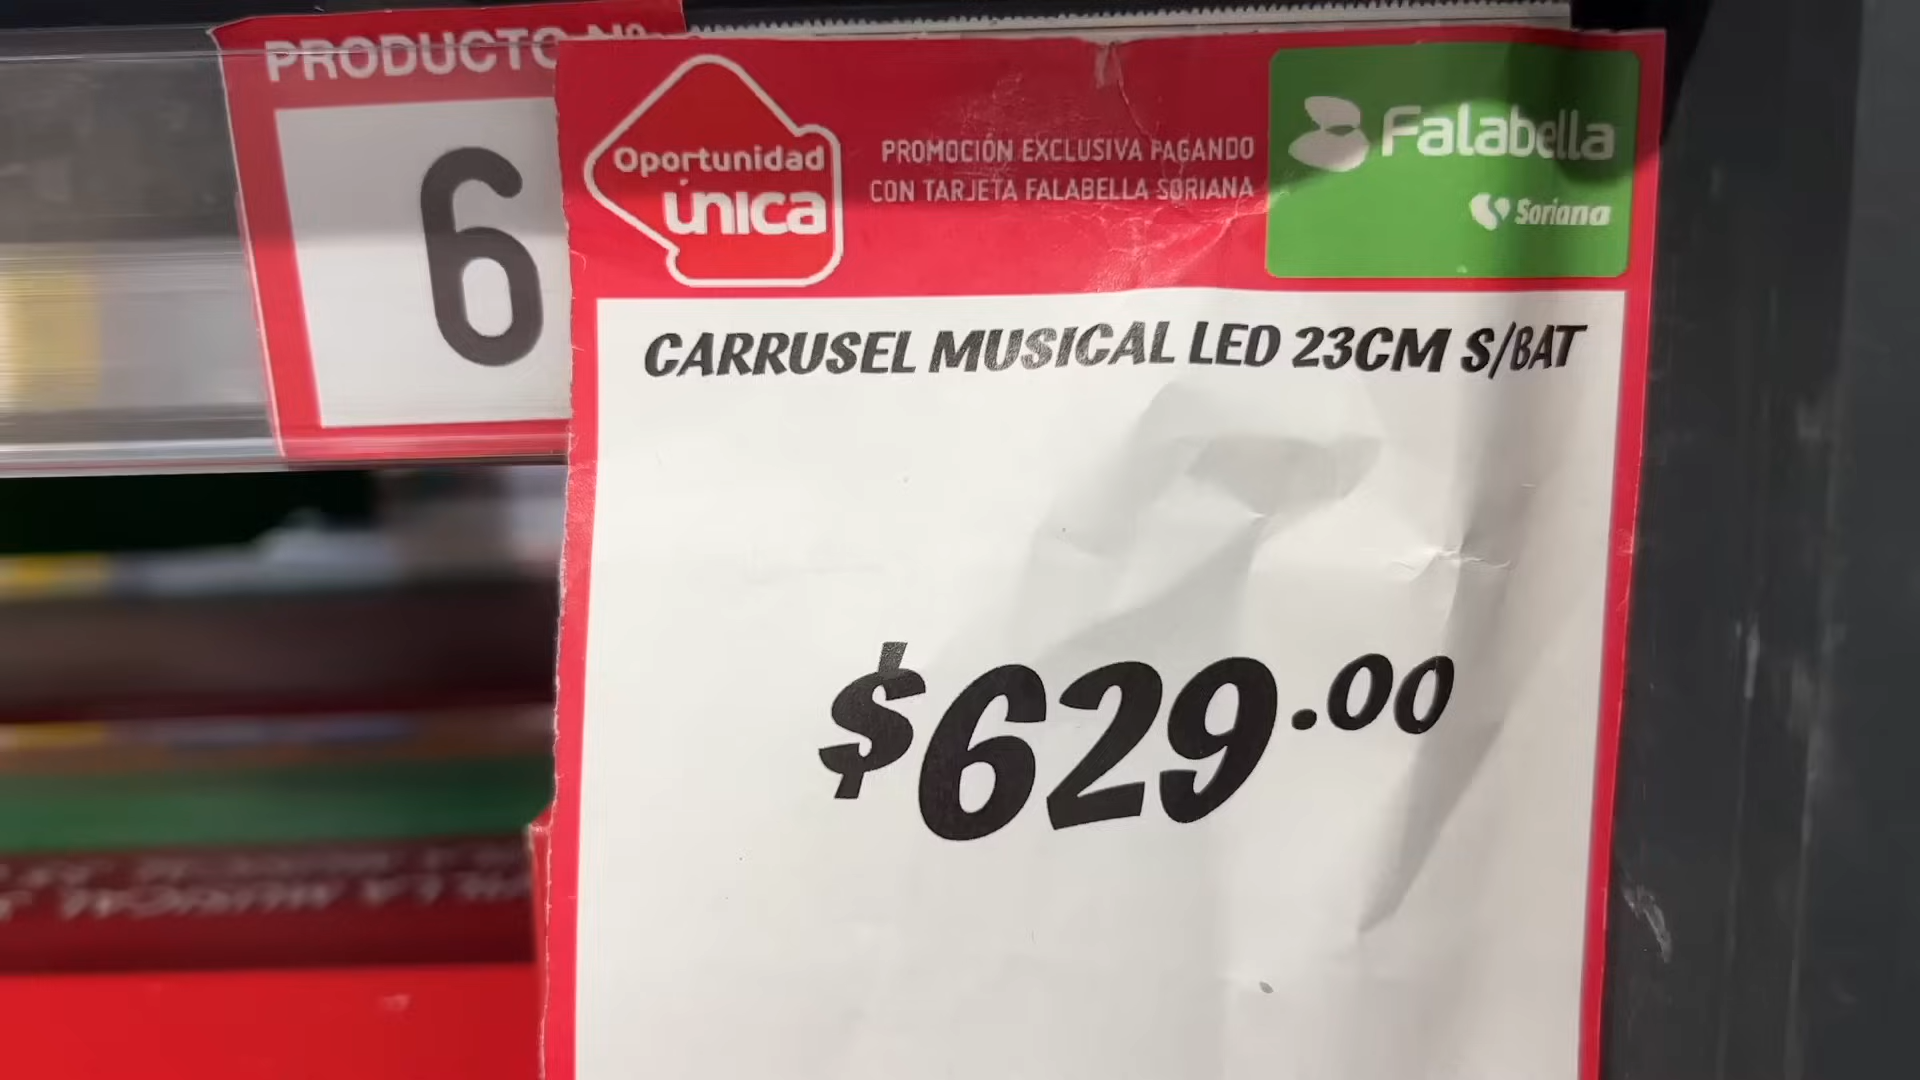 PRODUCTO Nº
6
Oportunidad
única
PROMOCIÓN EXCLUSIVA PAGANDO
CON TARJETA FALABELLA SORIANA
Falabella
Soriana
CARRUSEL MUSICAL LED 23CM S/BAT
$629.00